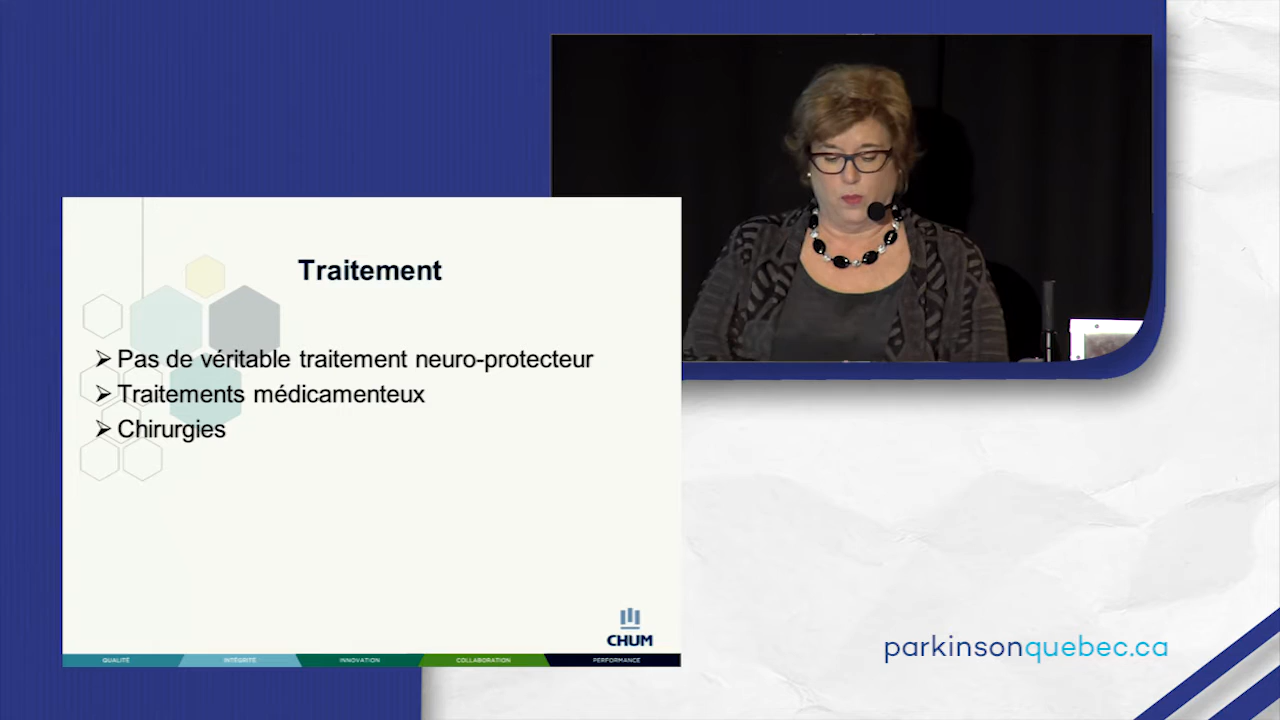 Traitement
➢ Pas de véritable traitement neuro-protecteur
➢ Traitements médicamenteux
➢ Chirurgies
CHUM
QUALITÉ INTÉGRITÉ INNOVATION COLLABORATION PERFORMANCE
parkinsonquebec.ca